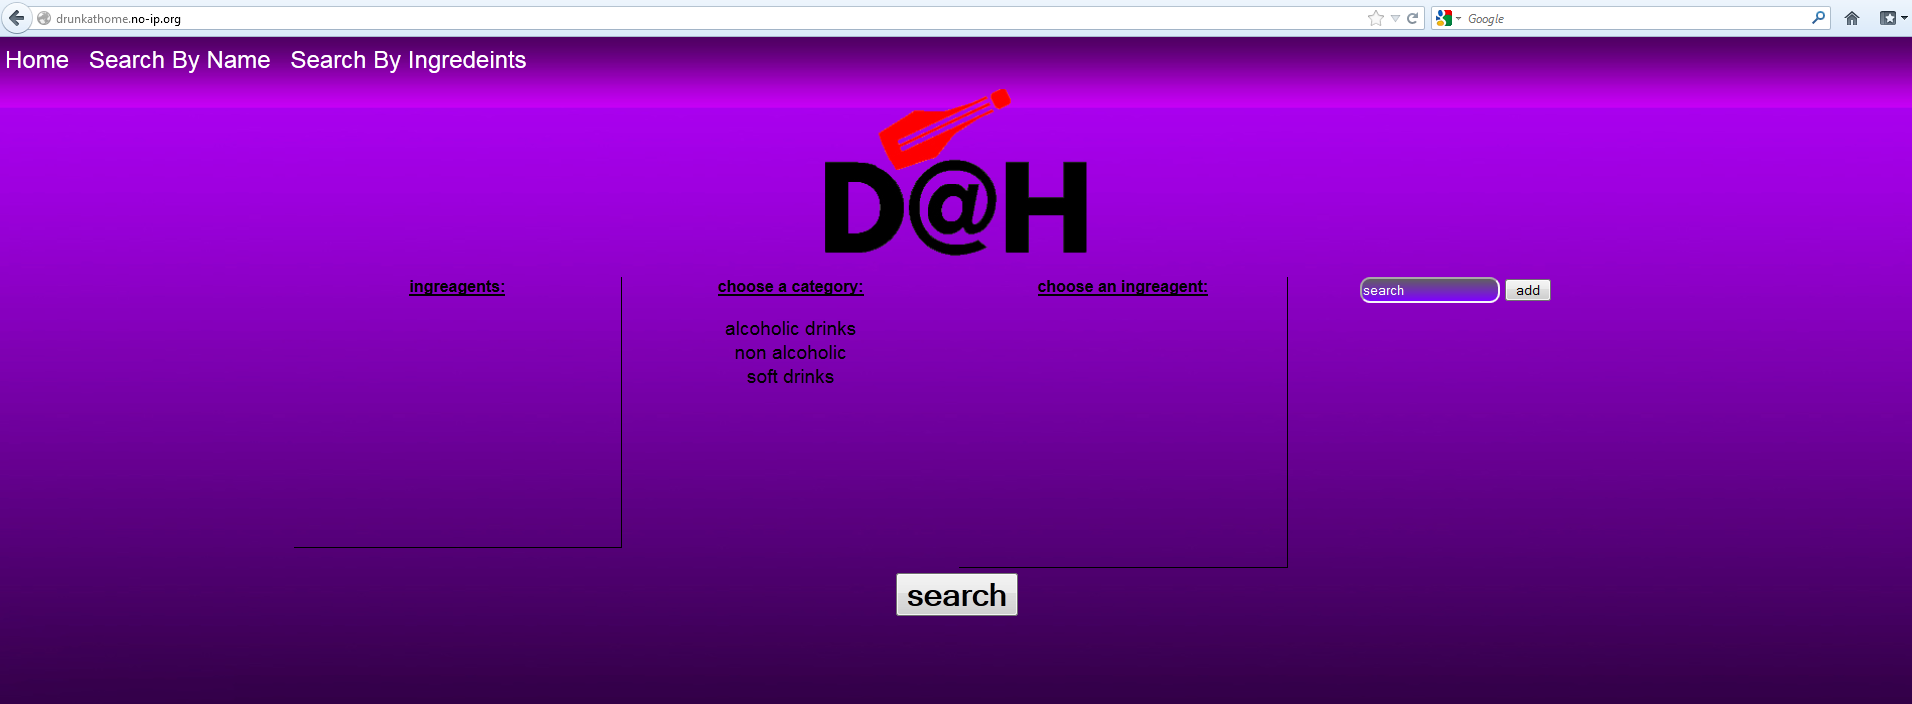 drunkathome.no-ip.org
Google
Home Search By Name Search By Ingredeints
D@H
ingreagents:
choose a category:
alcoholic drinks
non alcoholic
soft drinks
choose an ingreagent:
search add
search